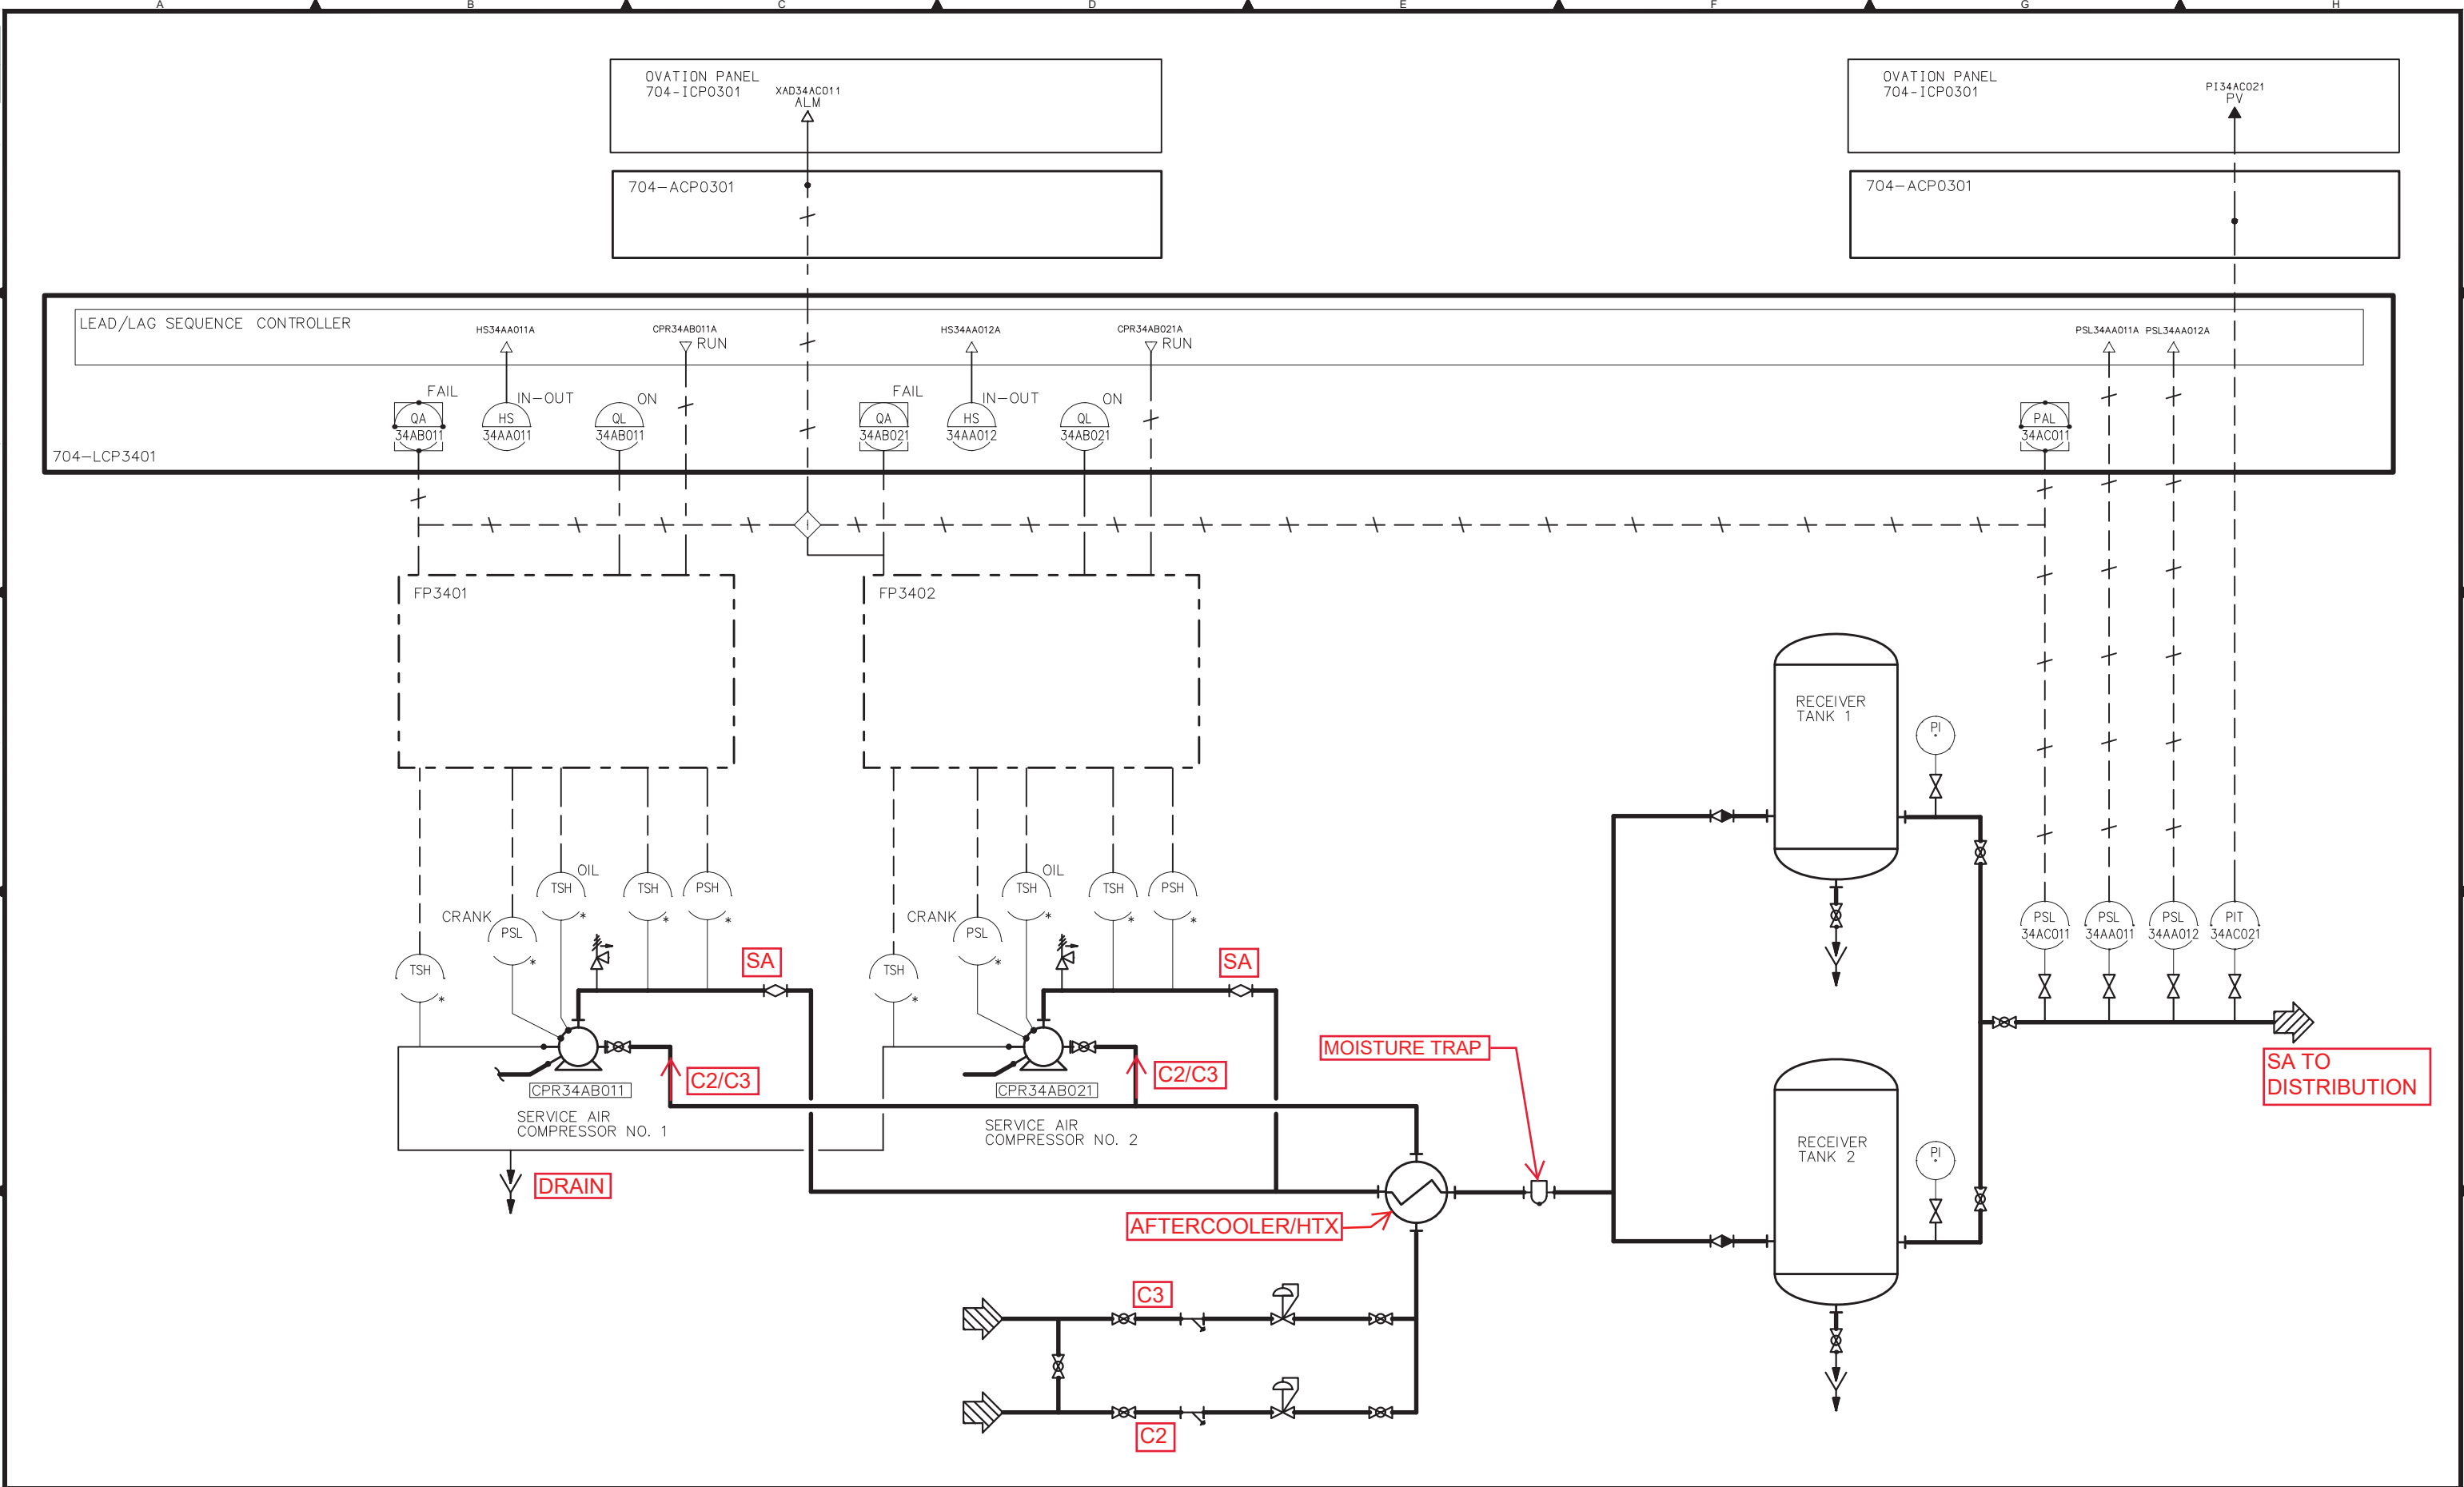 A
B
C
D
E
F
G
H
OVATION PANEL
704-ICP0301
XAD34AC011
ALM
OVATION PANEL
704-ICP0301
PI34AC021
PV
704-ACP0301
704-ACP0301
LEAD/LAG SEQUENCE CONTROLLER
HS34AA011A
CPR34AB011A
RUN
HS34AA012A
CPR34AB021A
RUN
PSL34AA011A
PSL34AA012A
FAIL
QA
34AB011
IN-OUT
HS
34AA011
ON
QL
34AB011
FAIL
QA
34AB021
IN-OUT
HS
34AA012
ON
QL
34AB021
PAL
34AC011
704-LCP3401
FP3401
FP3402
RECEIVER
TANK 1
PI
*
OIL
TSH
*
TSH
*
PSH
*
CRANK
PSL
*
TSH
*
OIL
TSH
*
TSH
*
PSH
*
CRANK
PSL
*
TSH
*
PSL
34AC011
PSL
34AA011
PSL
34AA012
PIT
34AC021
SA
SA
MOISTURE TRAP
SA TO
DISTRIBUTION
C2/C3
C2/C3
CPR34AB011
CPR34AB021
SERVICE AIR
COMPRESSOR NO. 1
SERVICE AIR
COMPRESSOR NO. 2
RECEIVER
TANK 2
PI
*
DRAIN
AFTERCOOLER/HTX
C3
C2